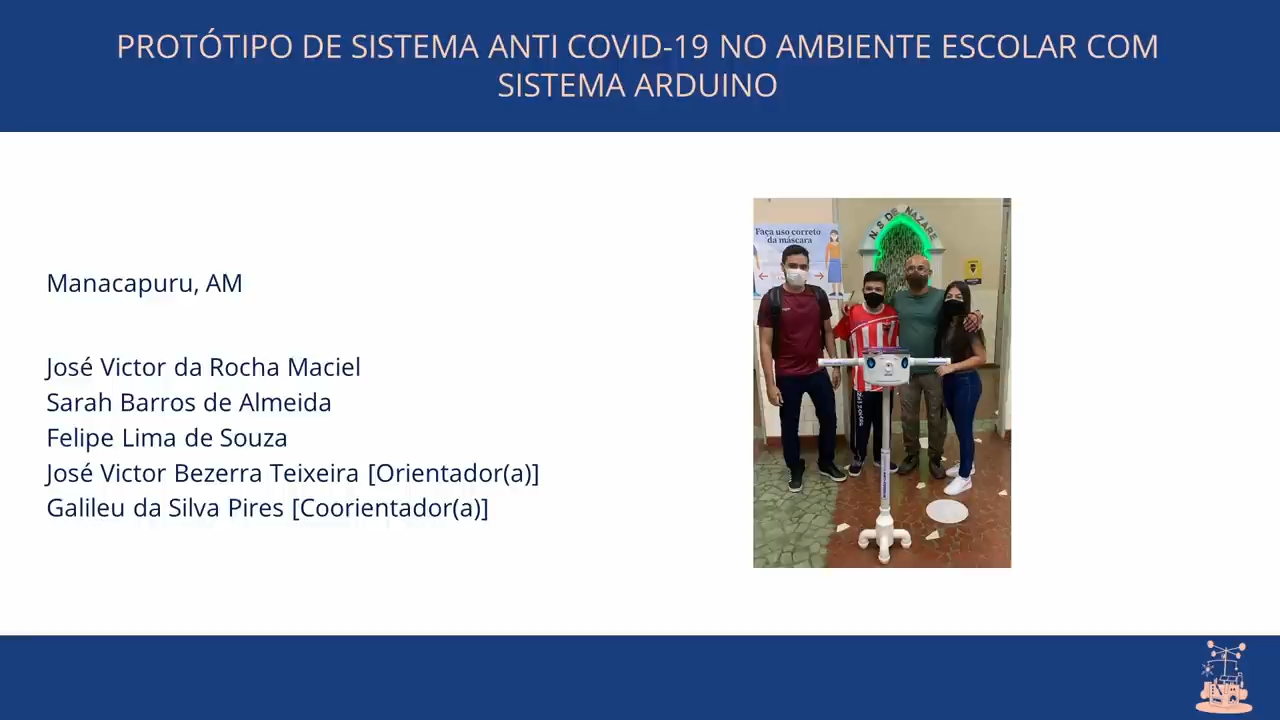 PROTÓTIPO DE SISTEMA ANTI COVID-19 NO AMBIENTE ESCOLAR COM
SISTEMA ARDUINO
Manacapuru, AM
José Victor da Rocha Maciel
Sarah Barros de Almeida
Felipe Lima de Souza
José Victor Bezerra Teixeira [Orientador(a)]
Galileu da Silva Pires [Coorientador(a)]
N. S DE NAZARE
Faça uso correto
da máscara